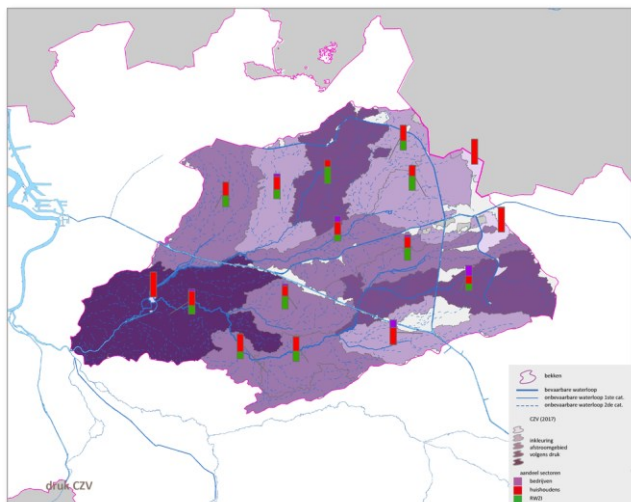 bekken
bevaarbare waterloop
onbevaarbare waterloop 1ste cat.
onbevaarbare waterloop 2de cat.
CZV (2017)
inkleuring
afstroomgebied
volgens druk
aandeel sectoren
bedrijven
huishoudens
RWZI
druk CZV